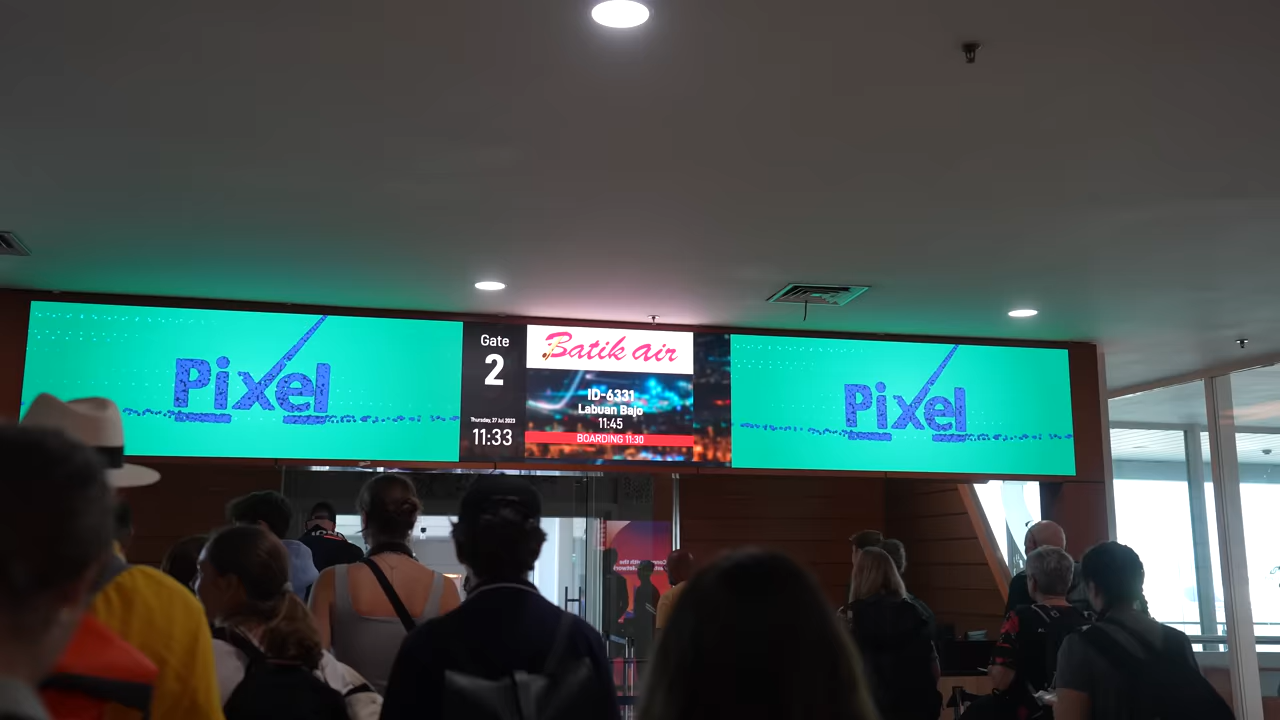 Pixel
Gate
2
Thursday, 27 Jul 2023
11:33
Batik air
ID-6331
Labuan Bajo
11:45
BOARDING 11:30
Pixel